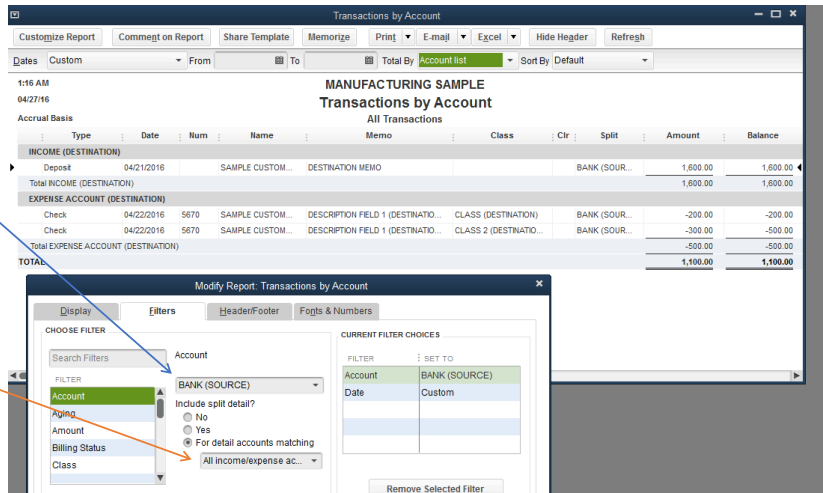 Transactions by Account
Customize Report Comment on Report Share Template Memorize Print E-mail Excel Hide Header Refresh
Dates Custom From To Total By Account list Sort By Default
1:16 AM MANUFACTURING SAMPLE
04/27/16 Transactions by Account
Accrual Basis All Transactions
Type Date Num Name Memo Class Clr Split Amount Balance
INCOME (DESTINATION)
Deposit 04/21/2016 SAMPLE CUSTOM... DESTINATION MEMO BANK (SOUR... 1,600.00 1,600.00
Total INCOME (DESTINATION) 1,600.00 1,600.00
EXPENSE ACCOUNT (DESTINATION)
Check 04/22/2016 5670 SAMPLE CUSTOM... DESCRIPTION FIELD 1 (DESTINATIO... CLASS (DESTINATION) BANK (SOUR... -200.00 -200.00
Check 04/22/2016 5670 SAMPLE CUSTOM... DESCRIPTION FIELD 1 (DESTINATIO... CLASS 2 (DESTINATIO... BANK (SOUR... -300.00 -500.00
Total EXPENSE ACCOUNT (DESTINATION) -500.00 -500.00
TOTAL 1,100.00 1,100.00
Modify Report: Transactions by Account
Display Filters Header/Footer Fonts & Numbers
CHOOSE FILTER
Search Filters
FILTER
Account
Aging
Amount
Billing Status
Class
Account
BANK (SOURCE)
Include split detail?
No
Yes
For detail accounts matching
All income/expense ac...
CURRENT FILTER CHOICES
FILTER SET TO
Account BANK (SOURCE)
Date Custom
Remove Selected Filter